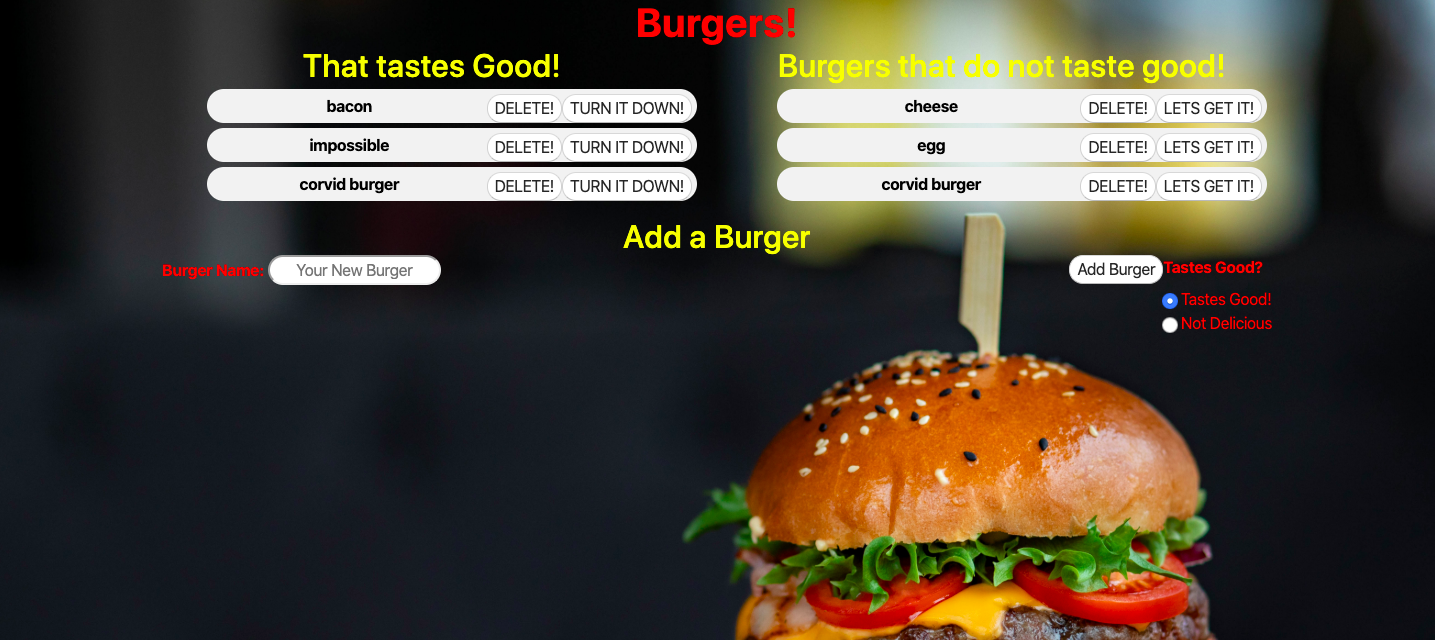 Burgers!
That tastes Good!
bacon DELETE! TURN IT DOWN!
impossible DELETE! TURN IT DOWN!
corvid burger DELETE! TURN IT DOWN!
Burgers that do not taste good!
cheese DELETE! LETS GET IT!
egg DELETE! LETS GET IT!
corvid burger DELETE! LETS GET IT!
Add a Burger
Burger Name: Your New Burger
Add Burger Tastes Good?
Tastes Good!
Not Delicious